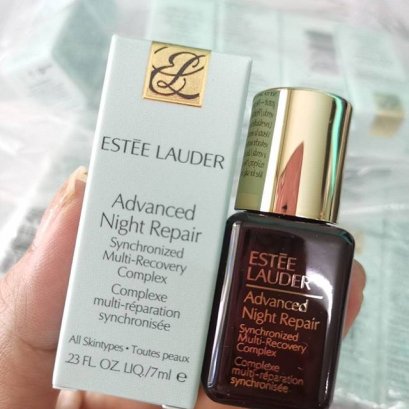 ESTĒE LAUDER
Advanced
Night Repair
Synchronized
Multi-Recovery
Complex
Complexe
multi-réparation
synchronisée
All Skintypes • Toutes peaux
.23 FL. OZ. LIQ./7ml e
ESTĒE
LAUDER
Advanced
Night Repair
Synchronized
Multi-Recovery
Complex
Complexe
multi-réparation
synchronisée